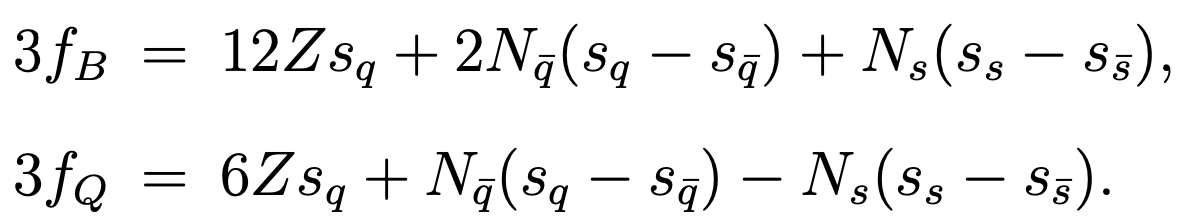 3f_B = 12Zs_q + 2N_{\bar{q}}(s_q − s_{\bar{q}}) + N_s(s_s − s_{\bar{s}}),
3f_Q = 6Zs_q + N_{\bar{q}}(s_q − s_{\bar{q}}) − N_s(s_s − s_{\bar{s}}).